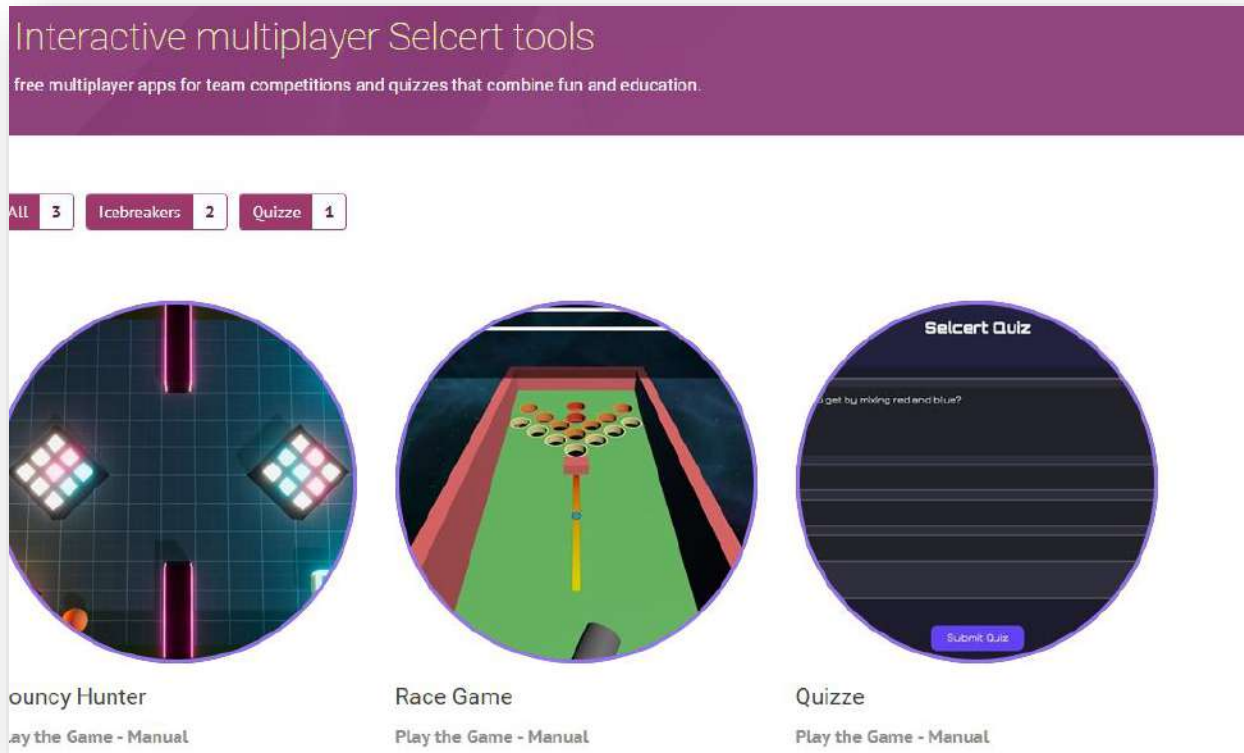 Interactive multiplayer Selcert tools
free multiplayer apps for team competitions and quizzes that combine fun and education.
All 3 Icebreakers 2 Quizze 1
Selcert Quiz
get by mixing red and blue?
Submit Quiz
ouncy Hunter Race Game Quizze
lay the Game - Manual Play the Game - Manual Play the Game - Manual